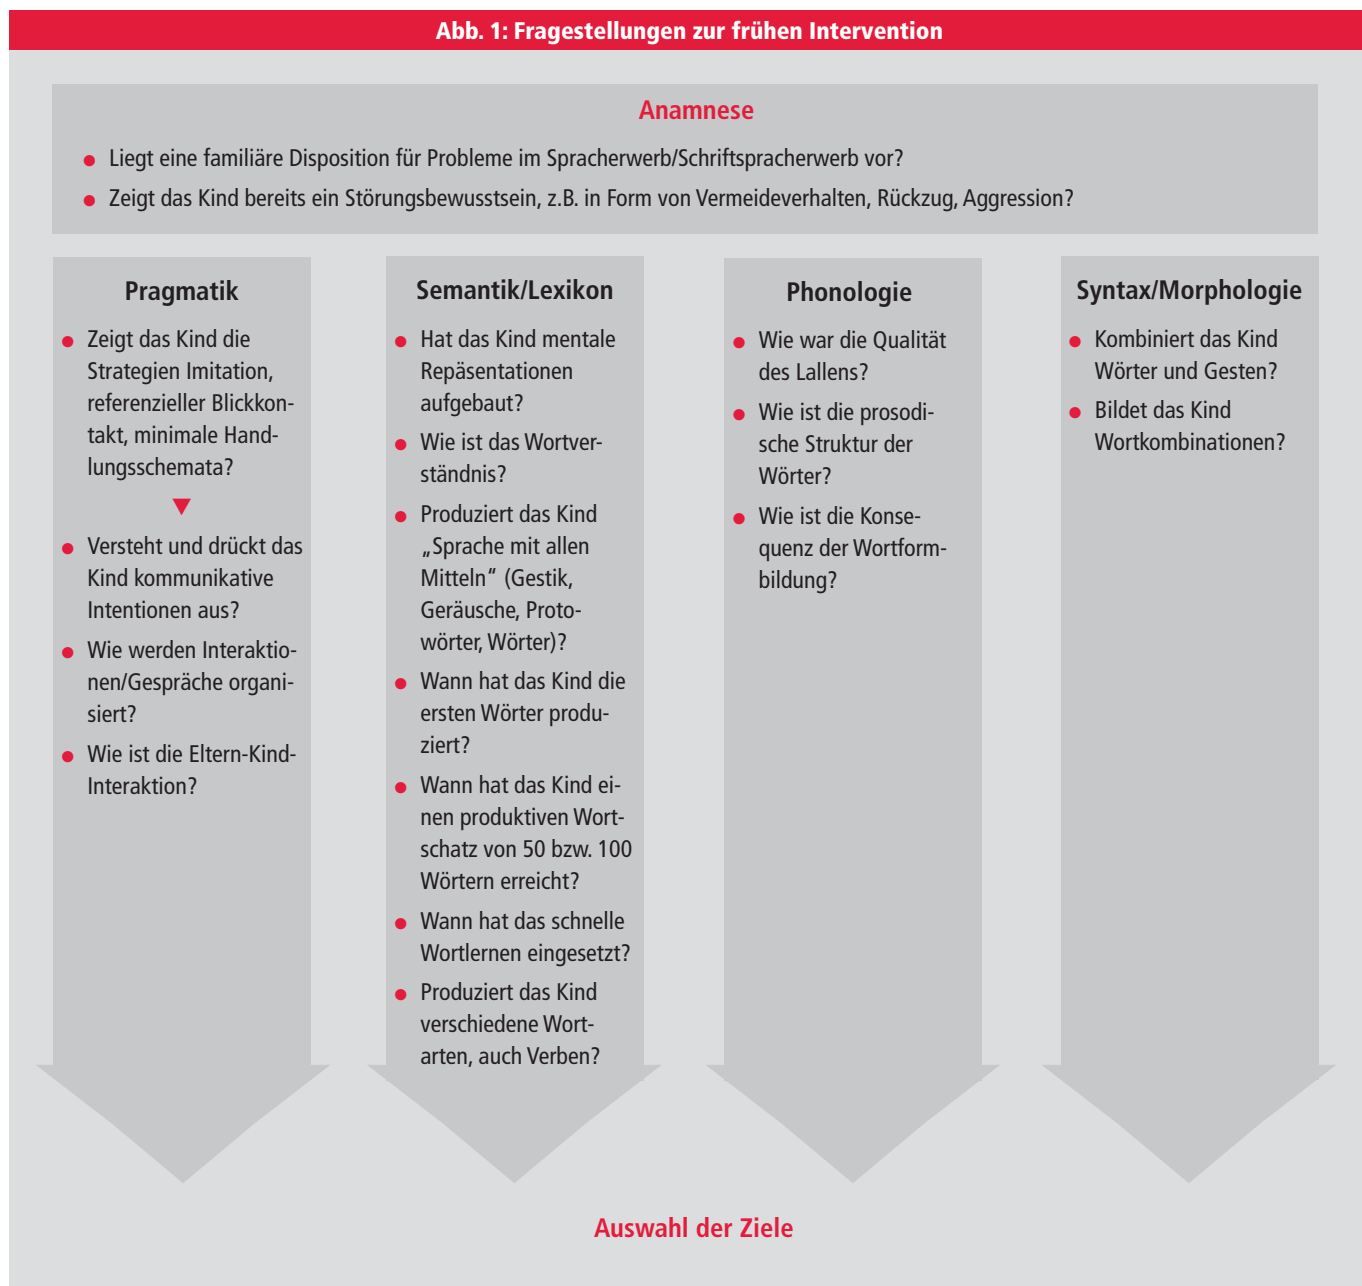 Abb. 1: Fragestellungen zur frühen Intervention
Anamnese
● Liegt eine familiäre Disposition für Probleme im Spracherwerb/Schriftspracherwerb vor?
● Zeigt das Kind bereits ein Störungsbewusstsein, z.B. in Form von Vermeideverhalten, Rückzug, Aggression?
Pragmatik
● Zeigt das Kind die
Strategien Imitation,
referenzieller Blickkon-
takt, minimale Hand-
lungsschemata?
▼
● Versteht und drückt das
Kind kommunikative
Intentionen aus?
● Wie werden Interaktio-
nen/Gespräche organi-
siert?
● Wie ist die Eltern-Kind-
Interaktion?
Semantik/Lexikon
● Hat das Kind mentale
Repäsentationen
aufgebaut?
● Wie ist das Wortver-
ständnis?
● Produziert das Kind
„Sprache mit allen
Mitteln“ (Gestik,
Geräusche, Proto-
wörter, Wörter)?
● Wann hat das Kind die
ersten Wörter produ-
ziert?
● Wann hat das Kind ei-
nen produktiven Wort-
schatz von 50 bzw. 100
Wörtern erreicht?
● Wann hat das schnelle
Wortlernen eingesetzt?
● Produziert das Kind
verschiedene Wort-
arten, auch Verben?
Phonologie
● Wie war die Qualität
des Lallens?
● Wie ist die prosodi-
sche Struktur der
Wörter?
● Wie ist die Konse-
quenz der Wortform-
bildung?
Syntax/Morphologie
● Kombiniert das Kind
Wörter und Gesten?
● Bildet das Kind
Wortkombinationen?
Auswahl der Ziele